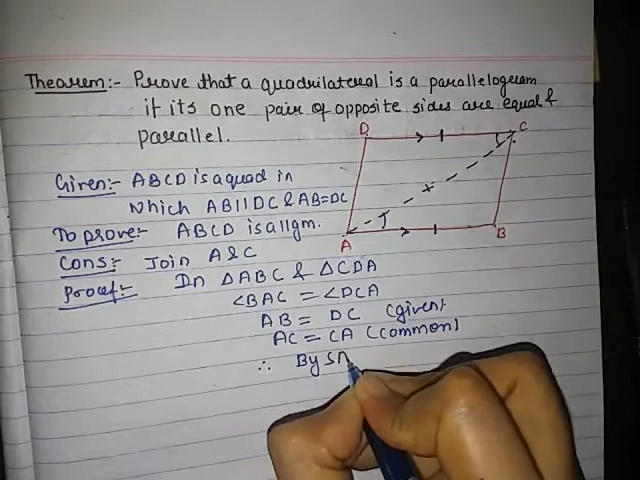 Thearem:- Prove that a quadrilateral is a parallelogram
if its one pair of opposite sides are equal &
parallel.
Given:- ABCD is a quad in
which AB||DC & AB=DC
To prove:- ABCD is a ||gm.
Cons:- Join A & C
Proof:- In ΔABC & ΔCDA
∠BAC = ∠DCA
AB = DC (given)
AC = CA (common)
∴ By SA
D
C
A
B